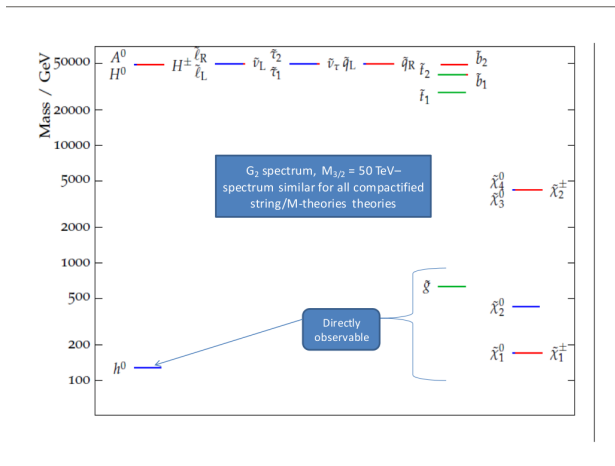 Mass / GeV
50000
20000
10000
5000
2000
1000
500
200
100
A⁰
H⁰
H±
ℓ̃R
ℓ̃L
ν̃L
τ̃2
τ̃1
ν̃τ
q̃L
q̃R
t̃2
t̃1
b̃2
b̃1
G₂ spectrum, M₃/₂ = 50 TeV–
spectrum similar for all compactified
string/M-theories theories
χ̃⁰4
χ̃⁰3
χ̃±2
g̃
χ̃⁰2
Directly
observable
χ̃⁰1
χ̃±1
h⁰